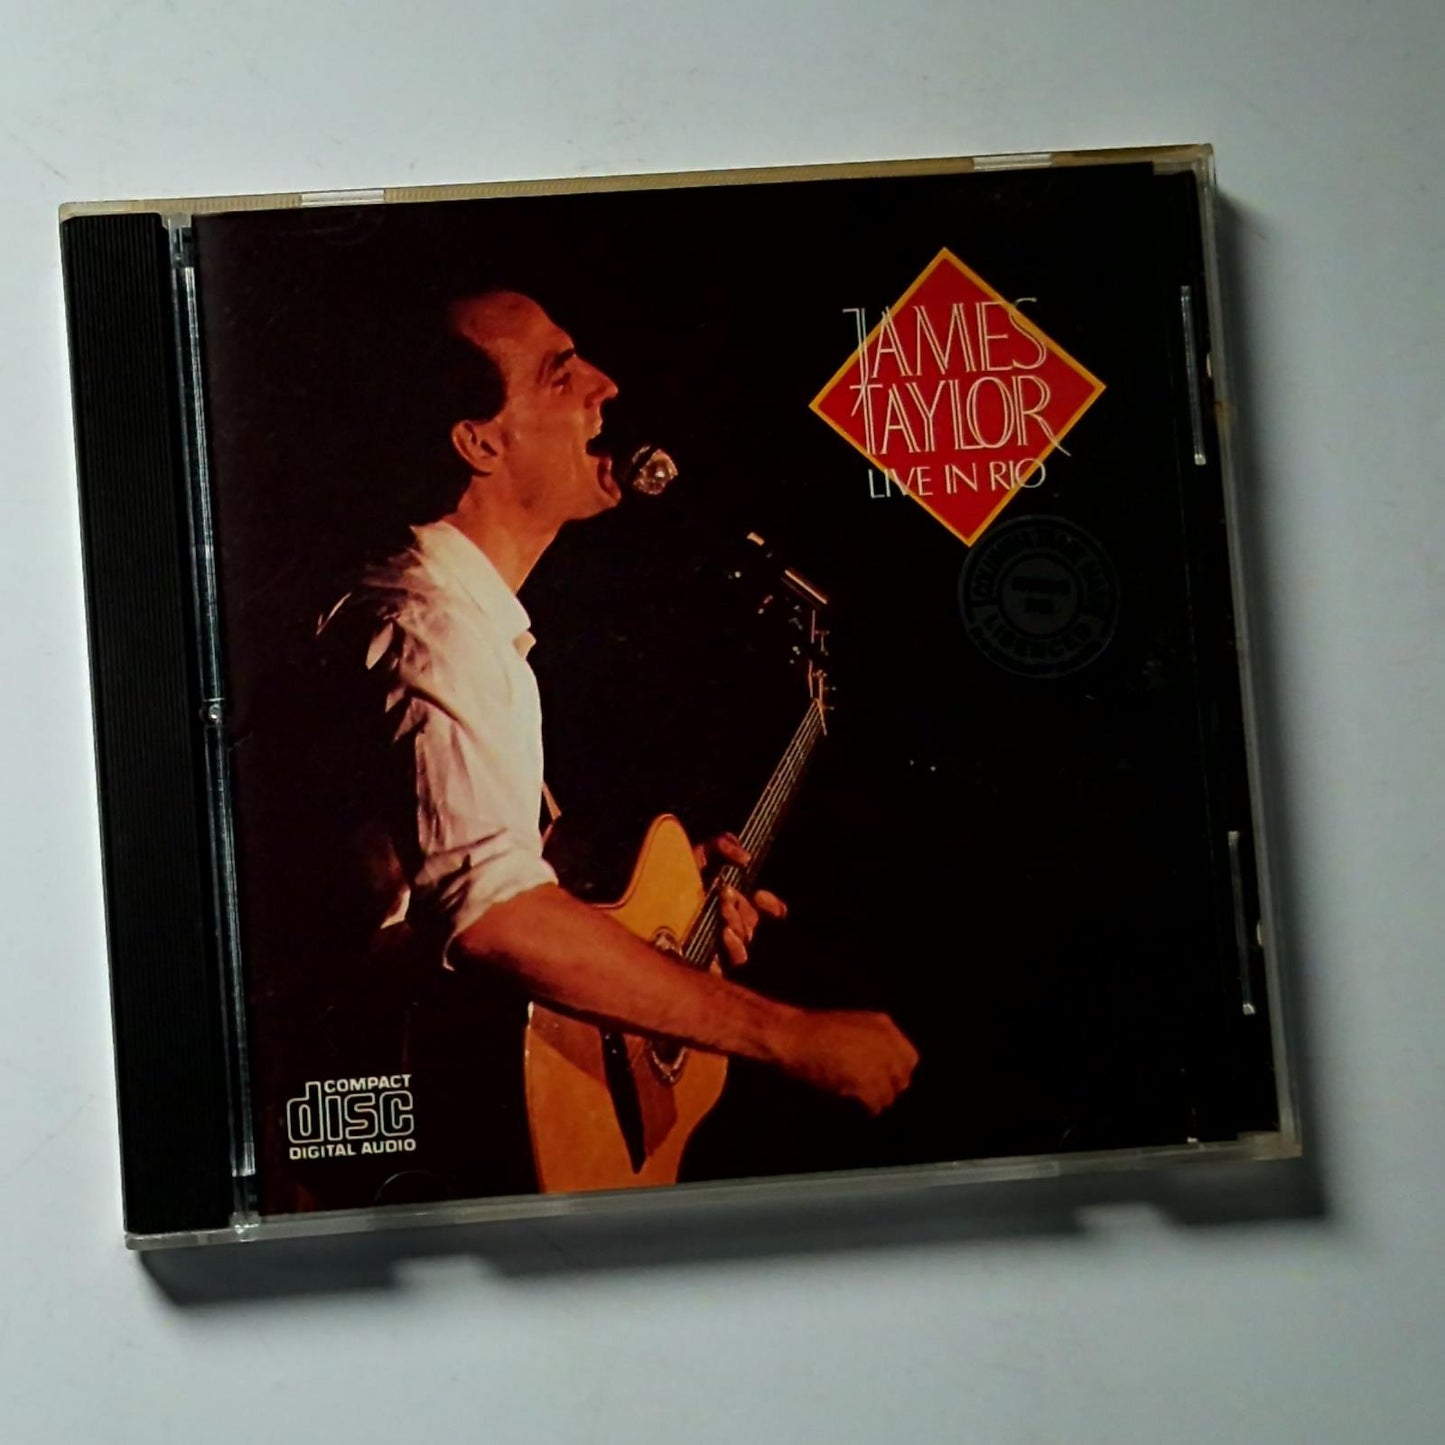 JAMES
TAYLOR
LIVE IN RIO
COMPACT
disc
DIGITAL AUDIO